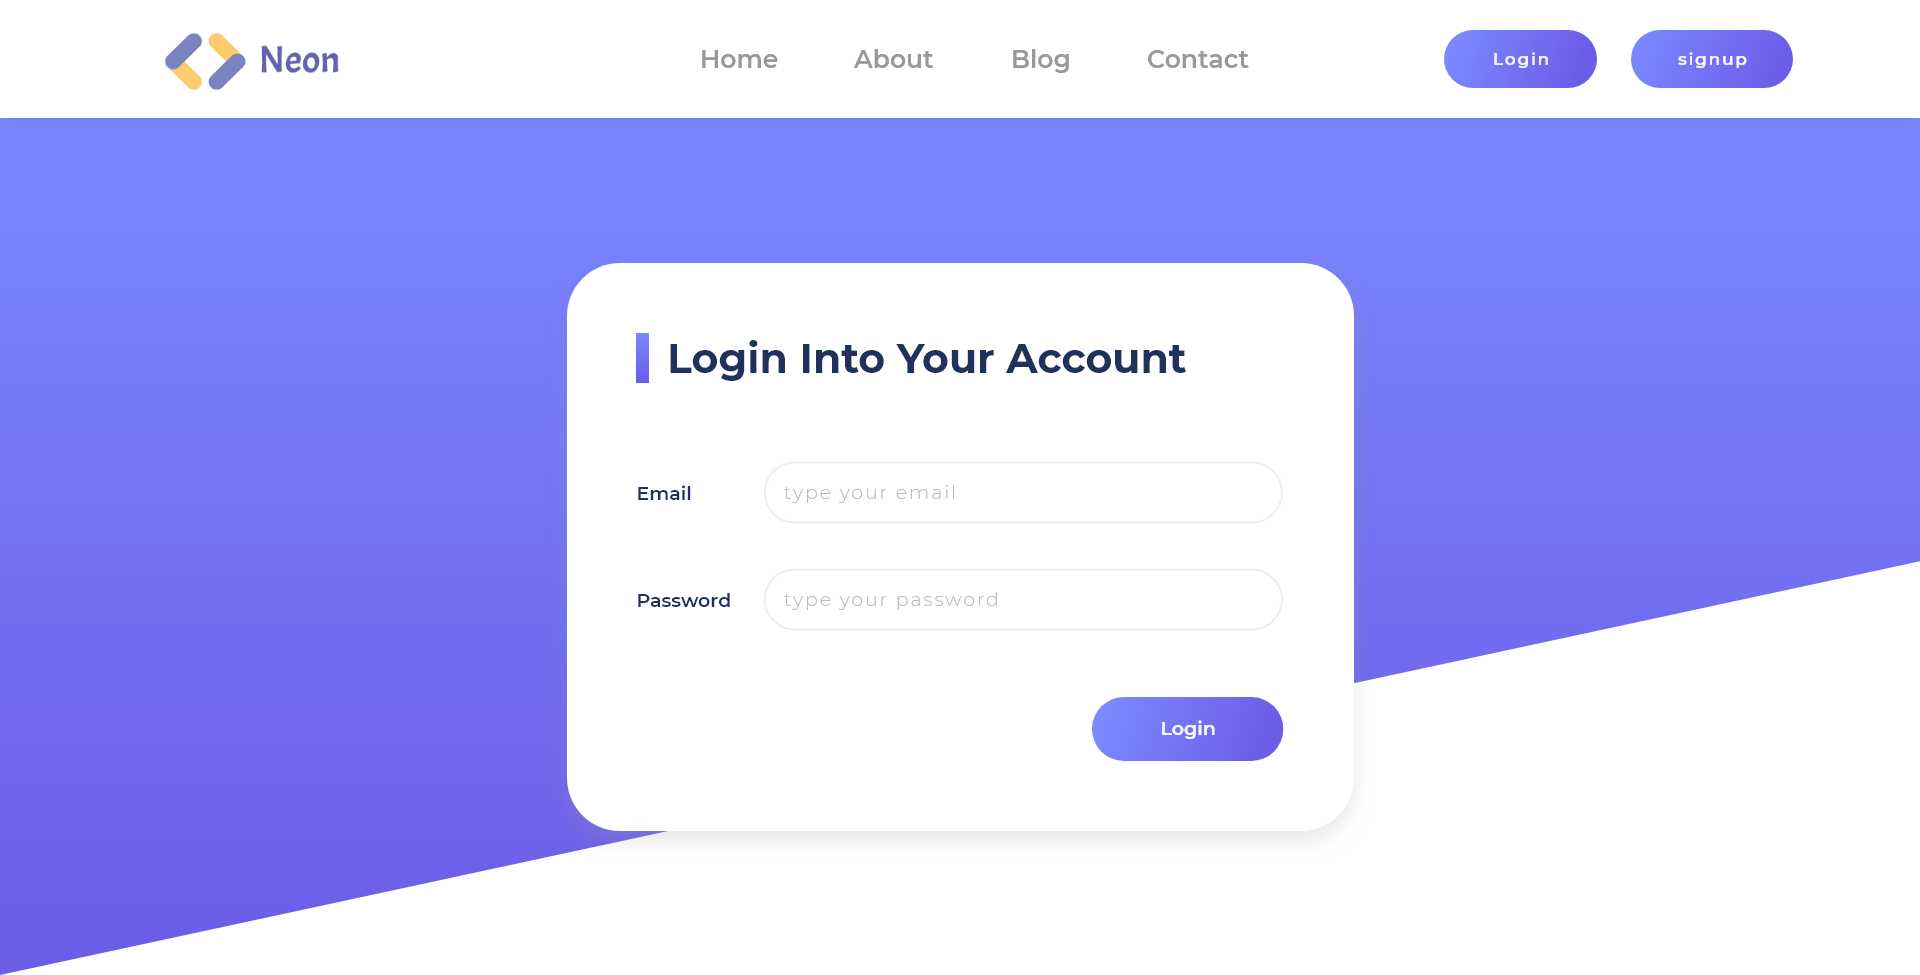 Neon
Home About Blog Contact
Login signup
Login Into Your Account
Email type your email
Password type your password
Login